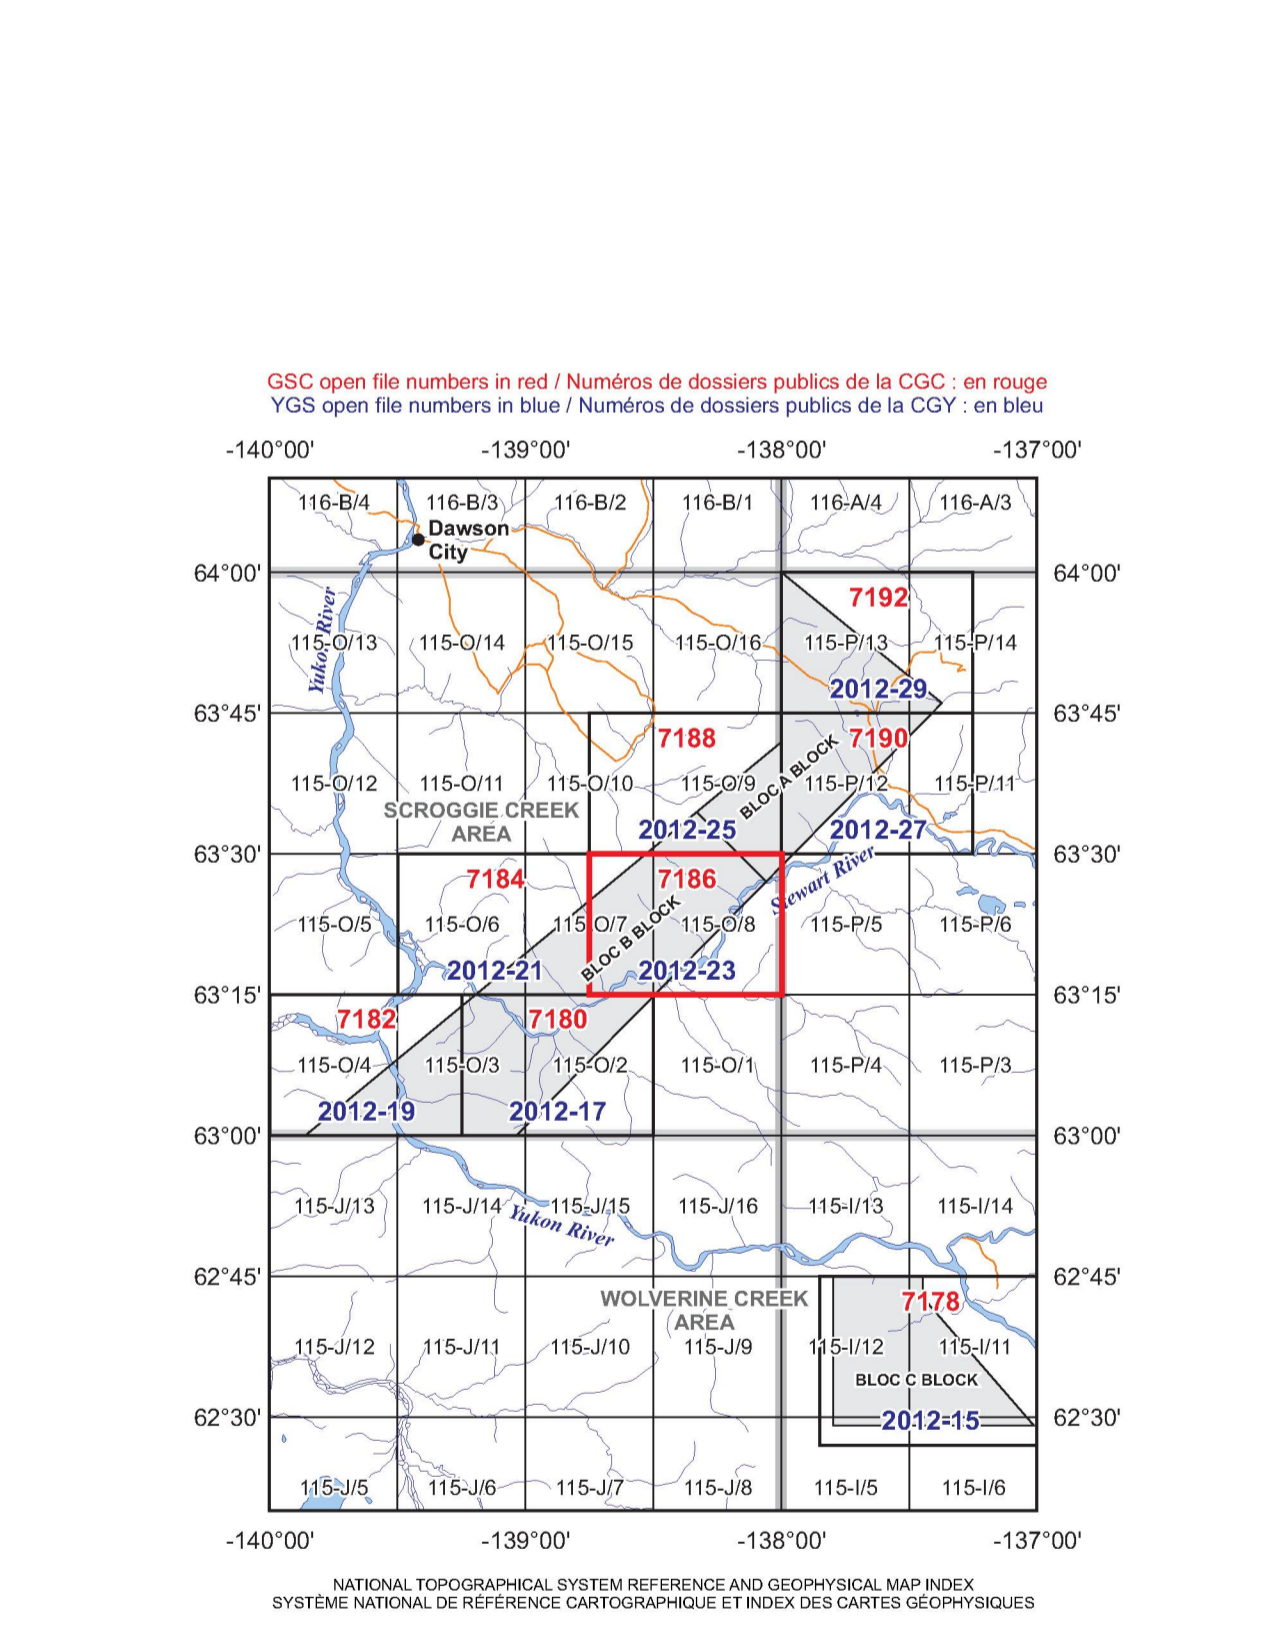 GSC open file numbers in red / Numéros de dossiers publics de la CGC : en rouge
YGS open file numbers in blue / Numéros de dossiers publics de la CGY : en bleu
-140°00' -139°00' -138°00' -137°00'
116-B/4 116-B/3 116-B/2 116-B/1 116-A/4 116-A/3
Dawson
City
64°00' 64°00'
7192
Yukon River
115-O/13 115-O/14 115-O/15 115-O/16 115-P/13 115-P/14
2012-29
63°45' 63°45'
7188 7190
BLOC A BLOCK
115-O/12 115-O/11 115-O/10 115-O/9 115-P/12 115-P/11
SCROGGIE CREEK
AREA
2012-25 2012-27
63°30' 63°30'
Stewart River
7184 7186
115-O/5 115-O/6 115-O/7 115-O/8 115-P/5 115-P/6
BLOC B BLOCK
2012-21 2012-23
63°15' 63°15'
7182 7180
115-O/4 115-O/3 115-O/2 115-O/1 115-P/4 115-P/3
2012-19 2012-17
63°00' 63°00'
115-J/13 115-J/14 115-J/15 115-J/16 115-I/13 115-I/14
Yukon River
62°45' 62°45'
WOLVERINE CREEK
AREA
7178
115-J/12 115-J/11 115-J/10 115-J/9 115-I/12 115-I/11
BLOC C BLOCK
62°30' 62°30'
2012-15
115-J/5 115-J/6 115-J/7 115-J/8 115-I/5 115-I/6
-140°00' -139°00' -138°00' -137°00'
NATIONAL TOPOGRAPHICAL SYSTEM REFERENCE AND GEOPHYSICAL MAP INDEX
SYSTÈME NATIONAL DE RÉFÉRENCE CARTOGRAPHIQUE ET INDEX DES CARTES GÉOPHYSIQUES